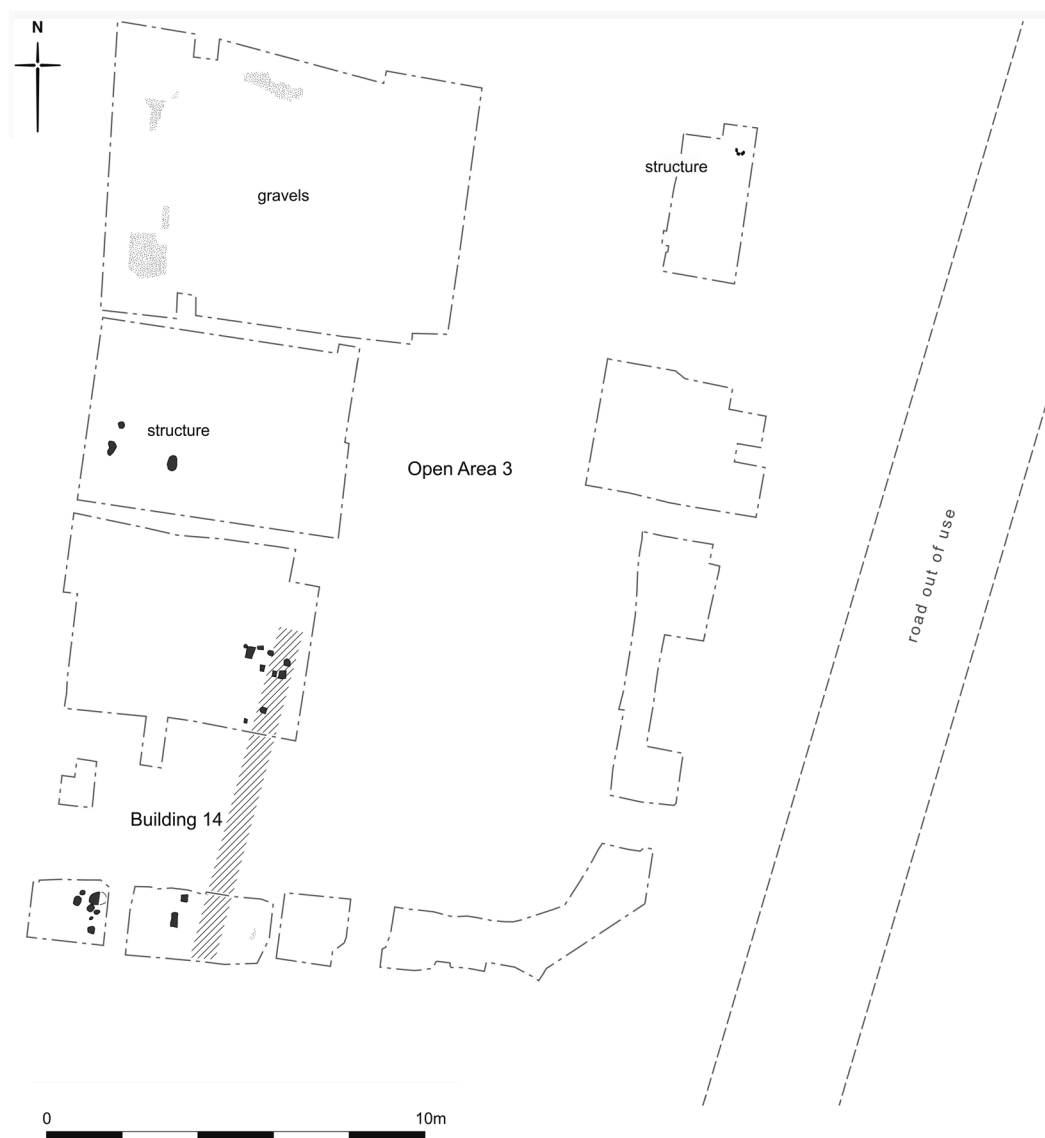 N
structure
gravels
structure
Open Area 3
road out of use
Building 14
0 10m